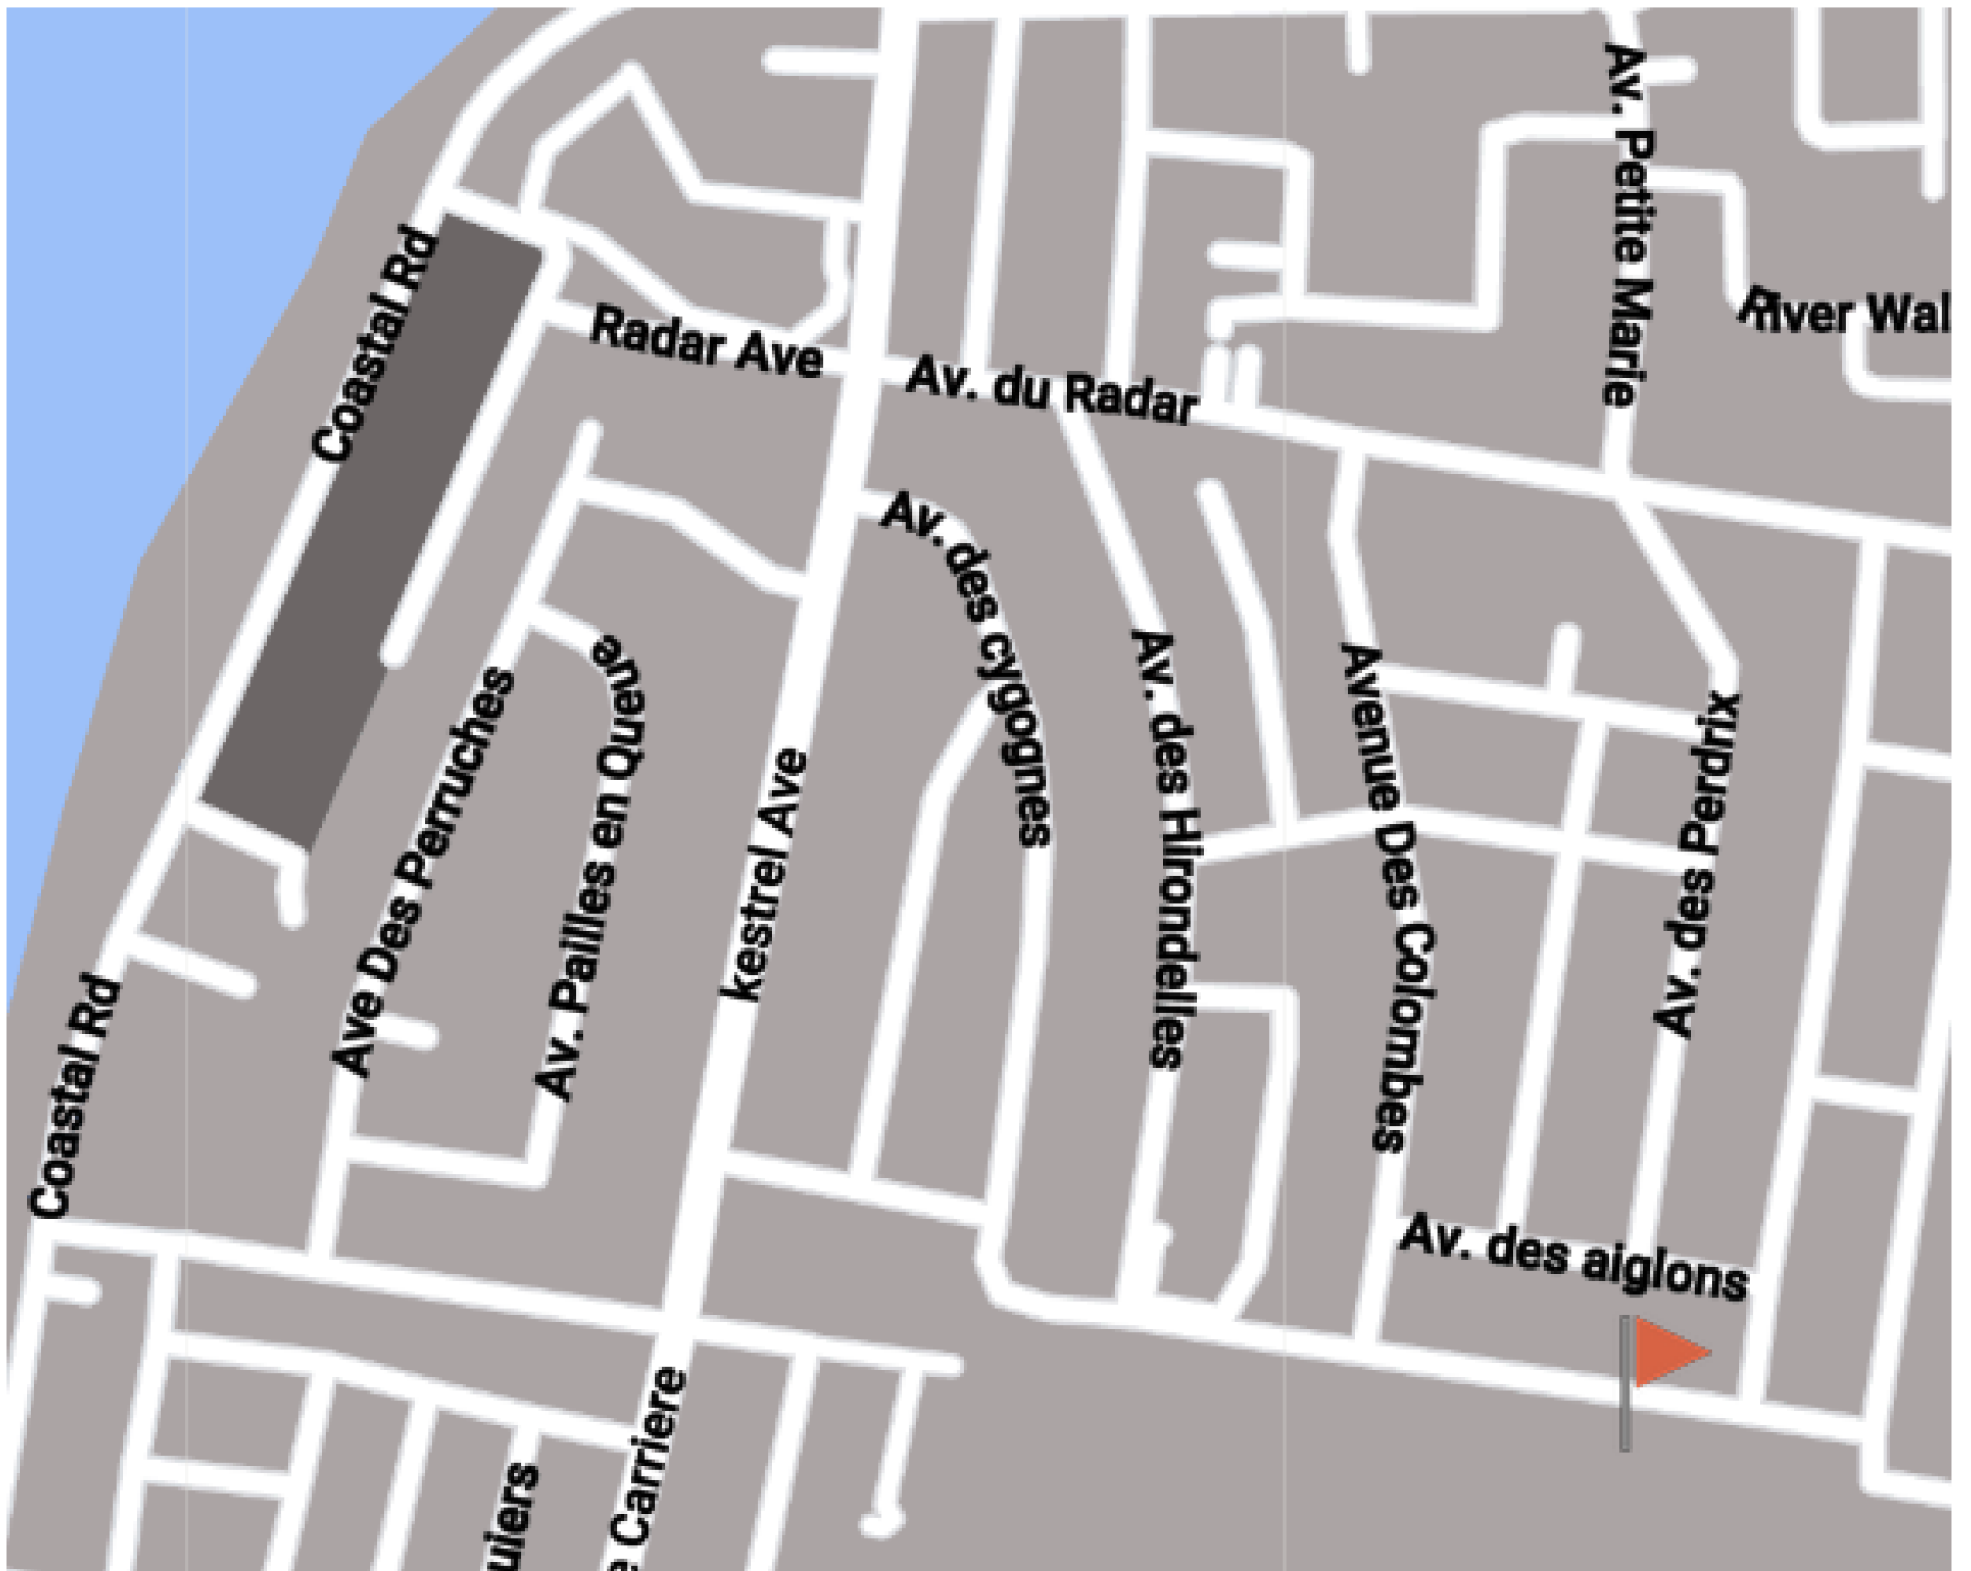 Av. Petite Marie
Coastal Rd
River Wal
Radar Ave
Av. du Radar
Av. des cygognes
Av. des Hirondelles
Avenue Des Colombes
Av. des Perdrix
Ave Des Perruches
Av. Pailles en Queue
kestrel Ave
Coastal Rd
Av. des aiglons
e Carriere
uiers